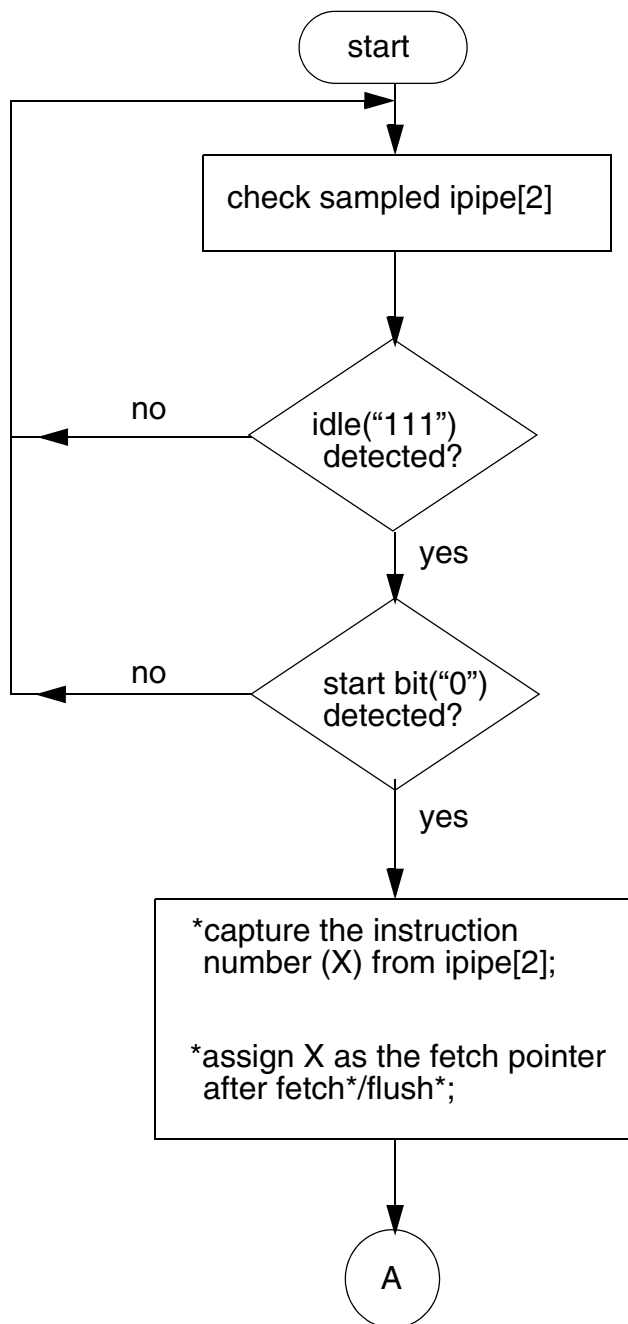 start
check sampled ipipe[2]
no
idle(“111”)
detected?
yes
no
start bit(“0”)
detected?
yes
*capture the instruction
number (X) from ipipe[2];
*assign X as the fetch pointer
after fetch*/flush*;
A